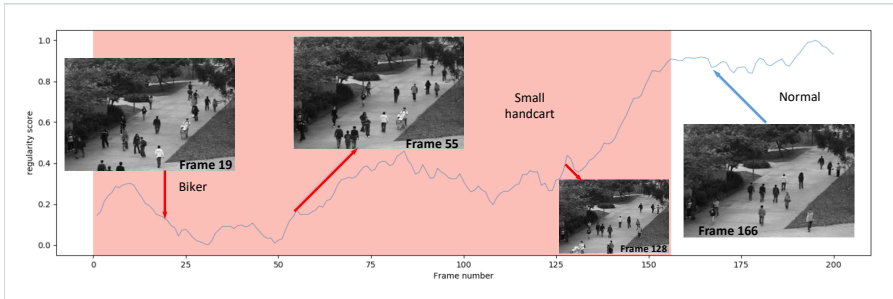 1.0
0.8
0.6
0.4
0.2
0.0
regularity score
Frame 19
Biker
Frame 55
Small
handcart
Frame 128
Normal
Frame 166
0
25
50
75
100
125
150
175
200
Frame number